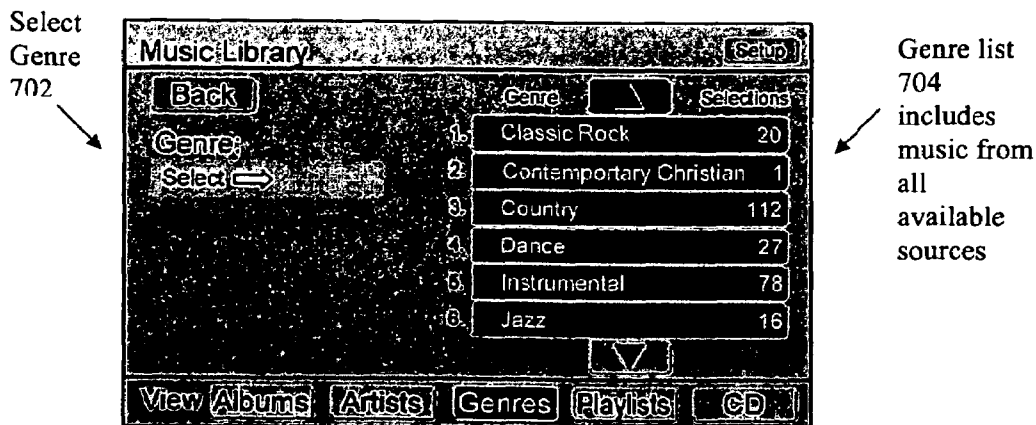 Select
Genre
702
Music Library
Setup
Back
Genre
Selections
Genre:
Select
1. Classic Rock 20
2. Contemportary Christian 1
3. Country 112
4. Dance 27
5. Instrumental 78
6. Jazz 16
View Albums Artists Genres Playlists CD
Genre list
704
includes
music from
all
available
sources